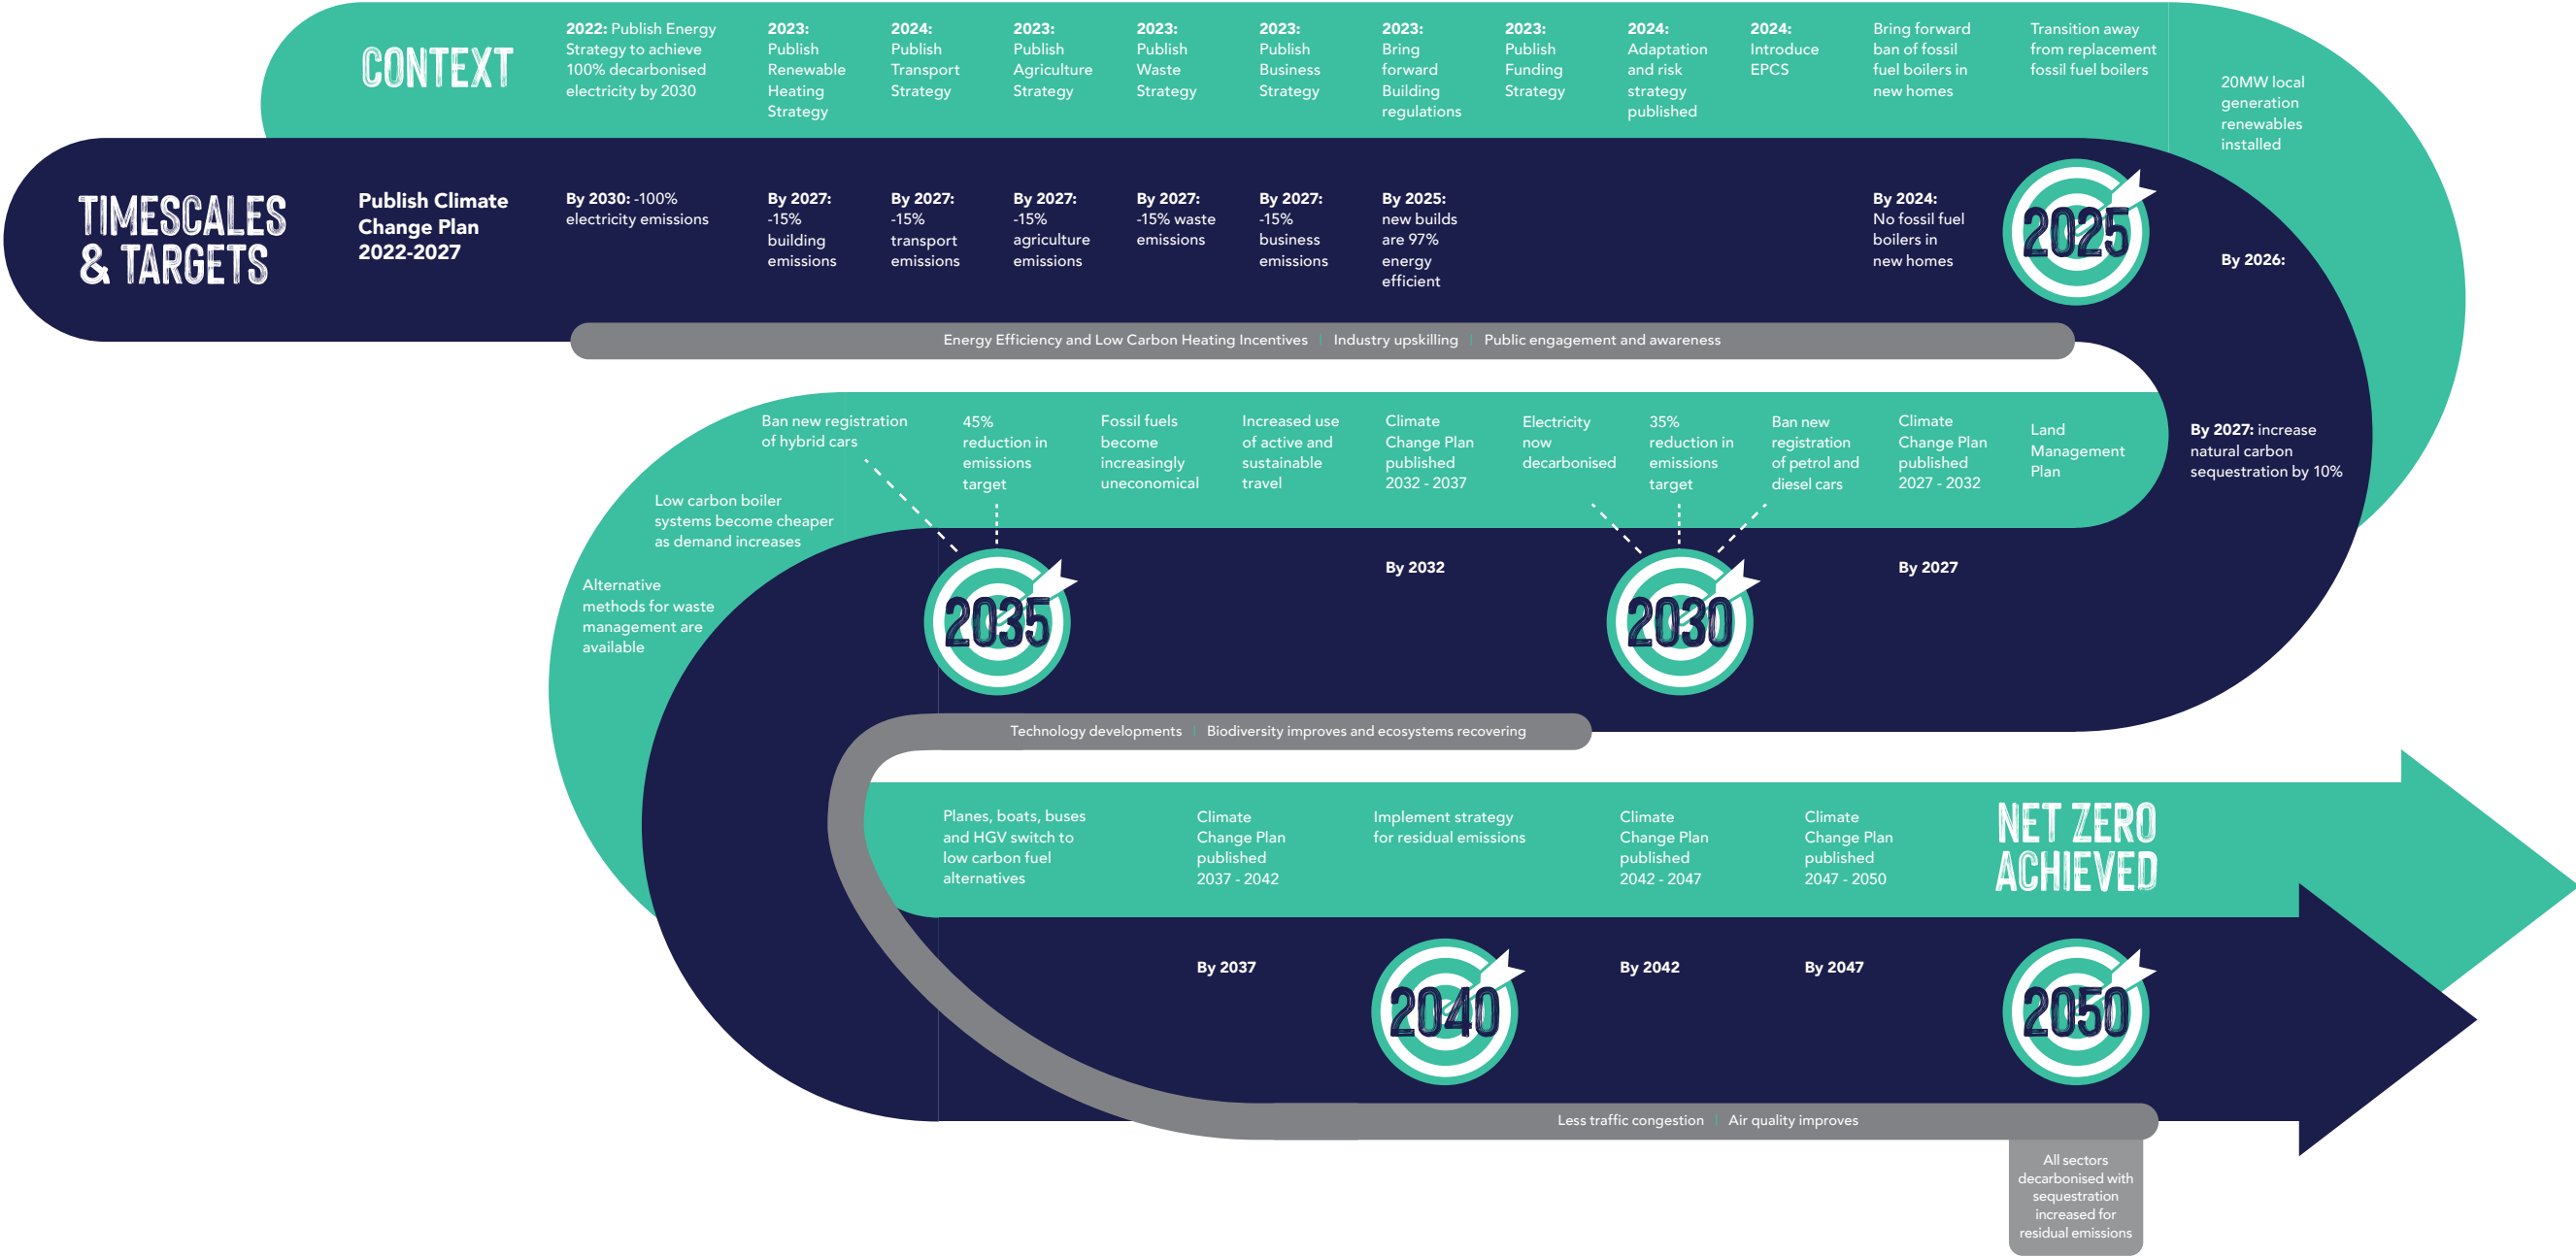 CONTEXT
2022: Publish Energy
Strategy to achieve
100% decarbonised
electricity by 2030
2023:
Publish
Renewable
Heating
Strategy
2024:
Publish
Transport
Strategy
2023:
Publish
Agriculture
Strategy
2023:
Publish
Waste
Strategy
2023:
Publish
Business
Strategy
2023:
Bring
forward
Building
regulations
2023:
Publish
Funding
Strategy
2024:
Adaptation
and risk
strategy
published
2024:
Introduce
EPCS
Bring forward
ban of fossil
fuel boilers in
new homes
Transition away
from replacement
fossil fuel boilers
20MW local
generation
renewables
installed
TIMESCALES
& TARGETS
Publish Climate
Change Plan
2022-2027
By 2030: -100%
electricity emissions
By 2027:
-15%
building
emissions
By 2027:
-15%
transport
emissions
By 2027:
-15%
agriculture
emissions
By 2027:
-15% waste
emissions
By 2027:
-15%
business
emissions
By 2025:
new builds
are 97%
energy
efficient
By 2024:
No fossil fuel
boilers in
new homes
2025
By 2026:
Energy Efficiency and Low Carbon Heating Incentives | Industry upskilling | Public engagement and awareness
By 2027: increase
natural carbon
sequestration by 10%
Land
Management
Plan
Climate
Change Plan
published
2027 - 2032
Ban new
registration
of petrol and
diesel cars
35%
reduction in
emissions
target
Electricity
now
decarbonised
Climate
Change Plan
published
2032 - 2037
Increased use
of active and
sustainable
travel
Fossil fuels
become
increasingly
uneconomical
45%
reduction in
emissions
target
Ban new registration
of hybrid cars
Low carbon boiler
systems become cheaper
as demand increases
Alternative
methods for waste
management are
available
By 2027
2030
By 2032
2035
Technology developments | Biodiversity improves and ecosystems recovering
Planes, boats, buses
and HGV switch to
low carbon fuel
alternatives
Climate
Change Plan
published
2037 - 2042
Implement strategy
for residual emissions
Climate
Change Plan
published
2042 - 2047
Climate
Change Plan
published
2047 - 2050
NET ZERO
ACHIEVED
By 2037
2040
By 2042
By 2047
2050
Less traffic congestion | Air quality improves
All sectors
decarbonised with
sequestration
increased for
residual emissions